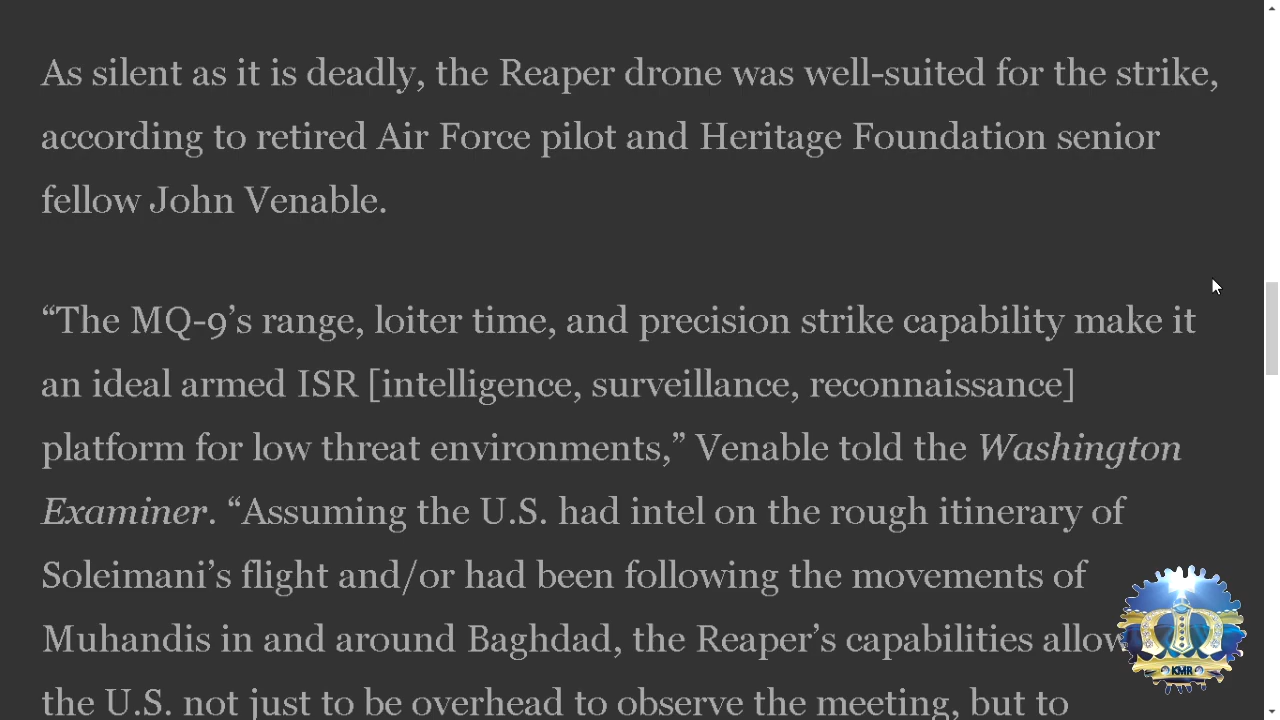 As silent as it is deadly, the Reaper drone was well-suited for the strike,
according to retired Air Force pilot and Heritage Foundation senior
fellow John Venable.
“The MQ-9’s range, loiter time, and precision strike capability make it
an ideal armed ISR [intelligence, surveillance, reconnaissance]
platform for low threat environments,” Venable told the Washington
Examiner. “Assuming the U.S. had intel on the rough itinerary of
Soleimani’s flight and/or had been following the movements of
Muhandis in and around Baghdad, the Reaper’s capabilities allow
the U.S. not just to be overhead to observe the meeting, but to
KMR